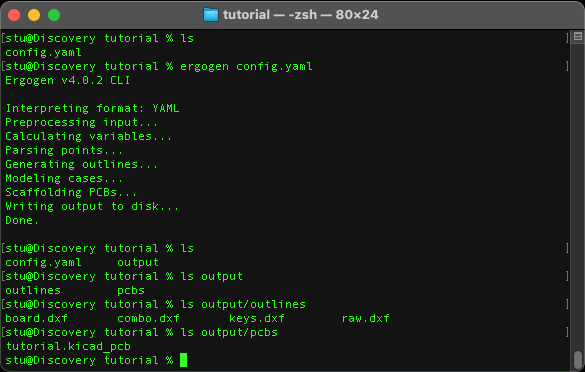 tutorial — -zsh — 80×24
[stu@Discovery tutorial % ls ]
config.yaml
[stu@Discovery tutorial % ergogen config.yaml ]
Ergogen v4.0.2 CLI
Interpreting format: YAML
Preprocessing input...
Calculating variables...
Parsing points...
Generating outlines...
Modeling cases...
Scaffolding PCBs...
Writing output to disk...
Done.
[stu@Discovery tutorial % ls ]
config.yaml output
[stu@Discovery tutorial % ls output ]
outlines pcbs
[stu@Discovery tutorial % ls output/outlines ]
board.dxf combo.dxf keys.dxf raw.dxf
[stu@Discovery tutorial % ls output/pcbs ]
tutorial.kicad_pcb
stu@Discovery tutorial %